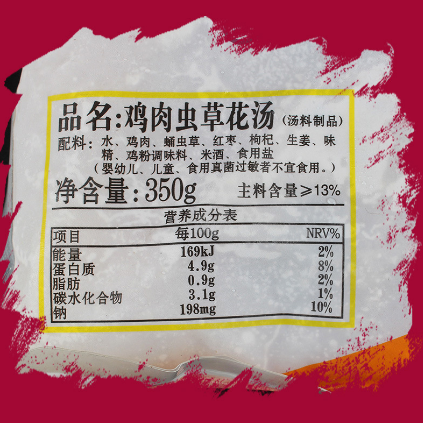 品名:鸡肉虫草花汤(汤料制品)
配料:水、鸡肉、蛹虫草、红枣、枸杞、生姜、味
精、鸡粉调味料、米酒、食用盐
(婴幼儿、儿童、食用真菌过敏者不宜食用。)
净含量:350g 主料含量≥13%
营养成分表
项目 每100g NRV%
能量 169kJ 2%
蛋白质 4.9g 8%
脂肪 0.9g 2%
碳水化合物 3.1g 1%
钠 198mg 10%